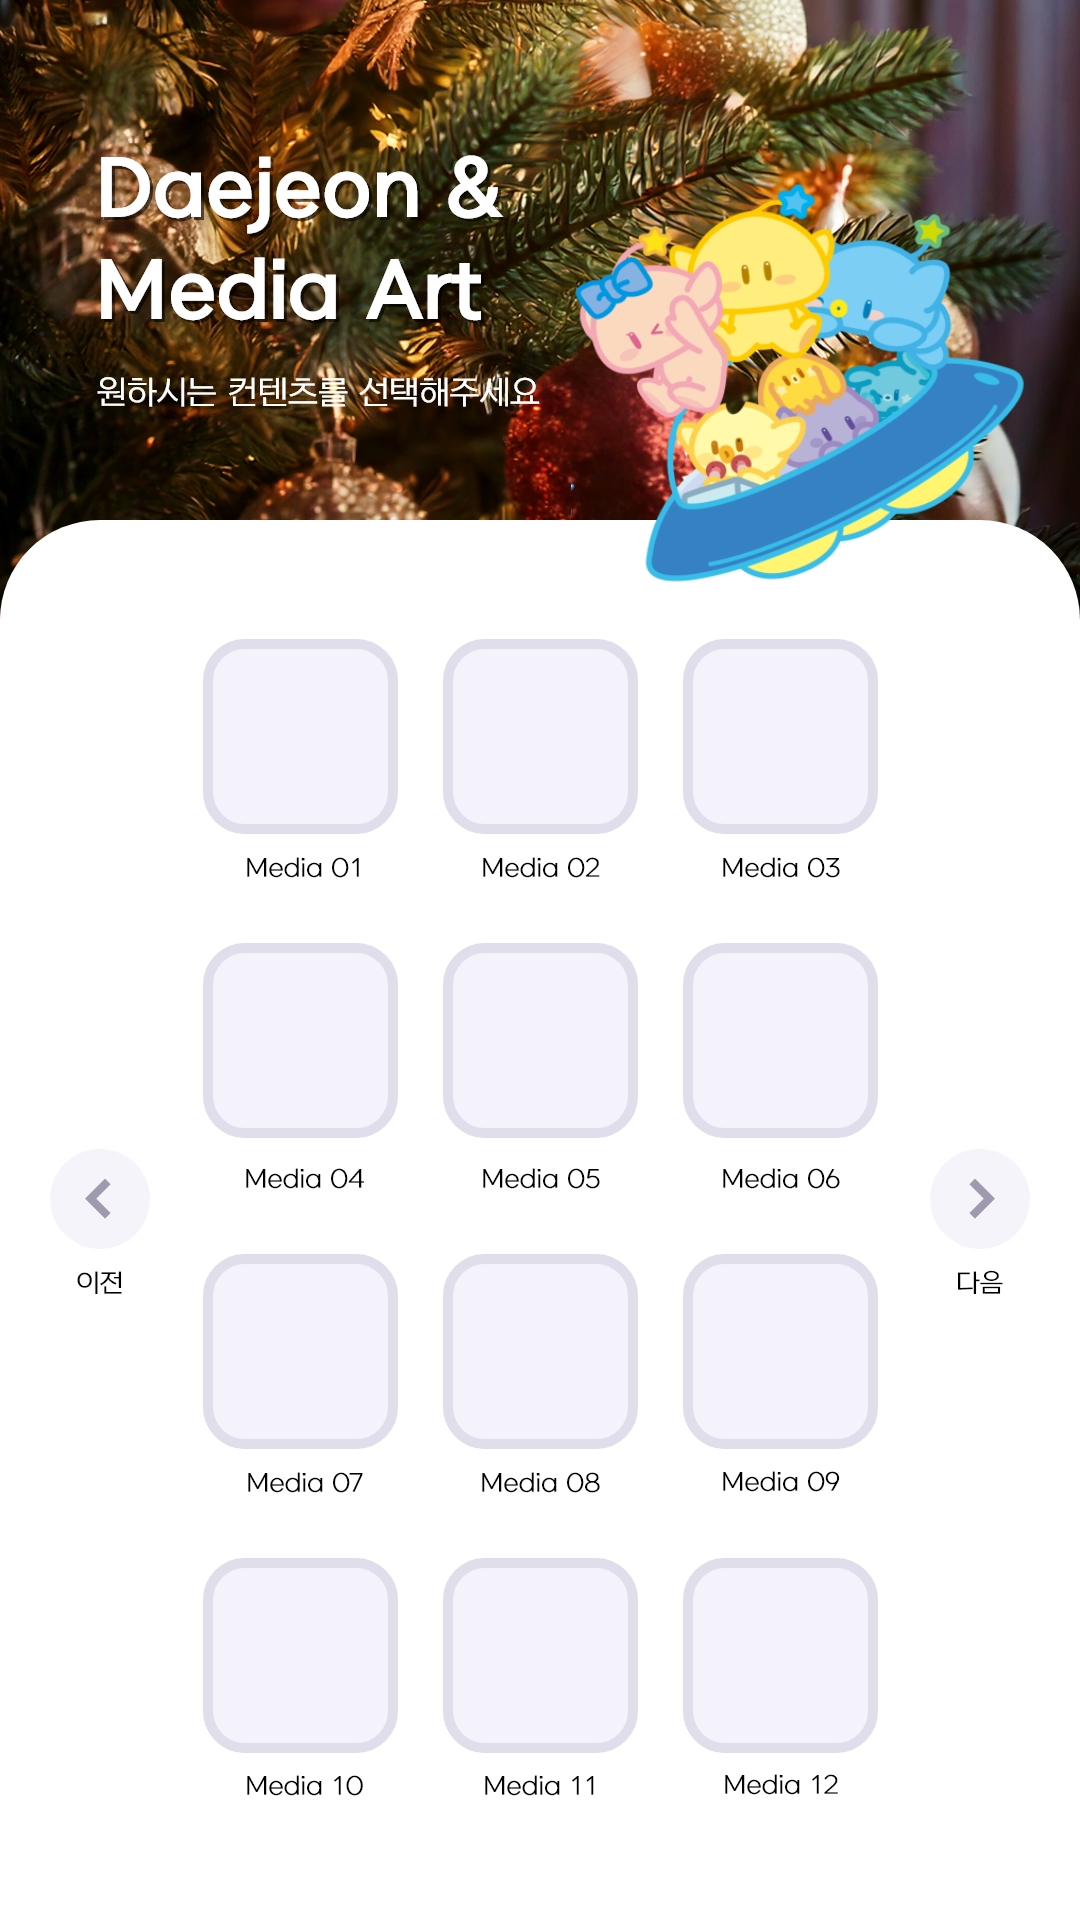 Daejeon &
Media Art
원하시는 컨텐츠를 선택해주세요
Media 01
Media 02
Media 03
Media 04
Media 05
Media 06
이전
다음
Media 07
Media 08
Media 09
Media 10
Media 11
Media 12